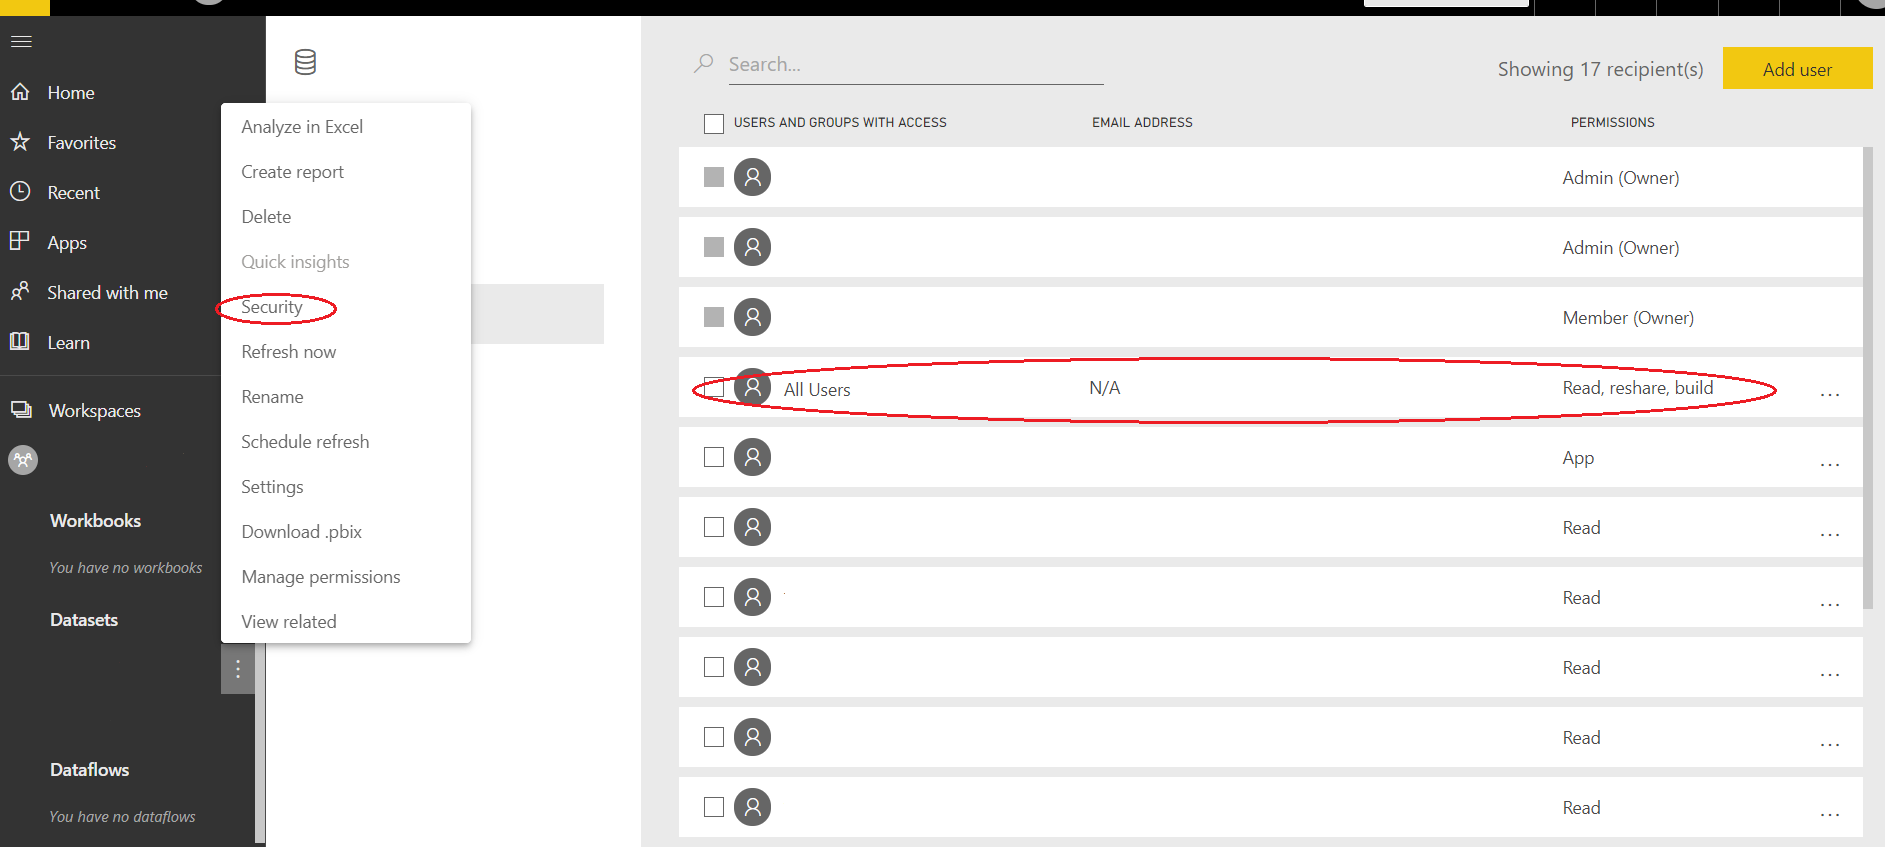 Home
Favorites
Recent
Apps
Shared with me
Learn
Workspaces
Workbooks
You have no workbooks
Datasets
Dataflows
You have no dataflows
Analyze in Excel
Create report
Delete
Quick insights
Security
Refresh now
Rename
Schedule refresh
Settings
Download .pbix
Manage permissions
View related
Search...
Showing 17 recipient(s)
Add user
USERS AND GROUPS WITH ACCESS EMAIL ADDRESS PERMISSIONS
Admin (Owner)
Admin (Owner)
Member (Owner)
All Users N/A Read, reshare, build ...
App ...
Read ...
Read ...
Read ...
Read ...
Read ...